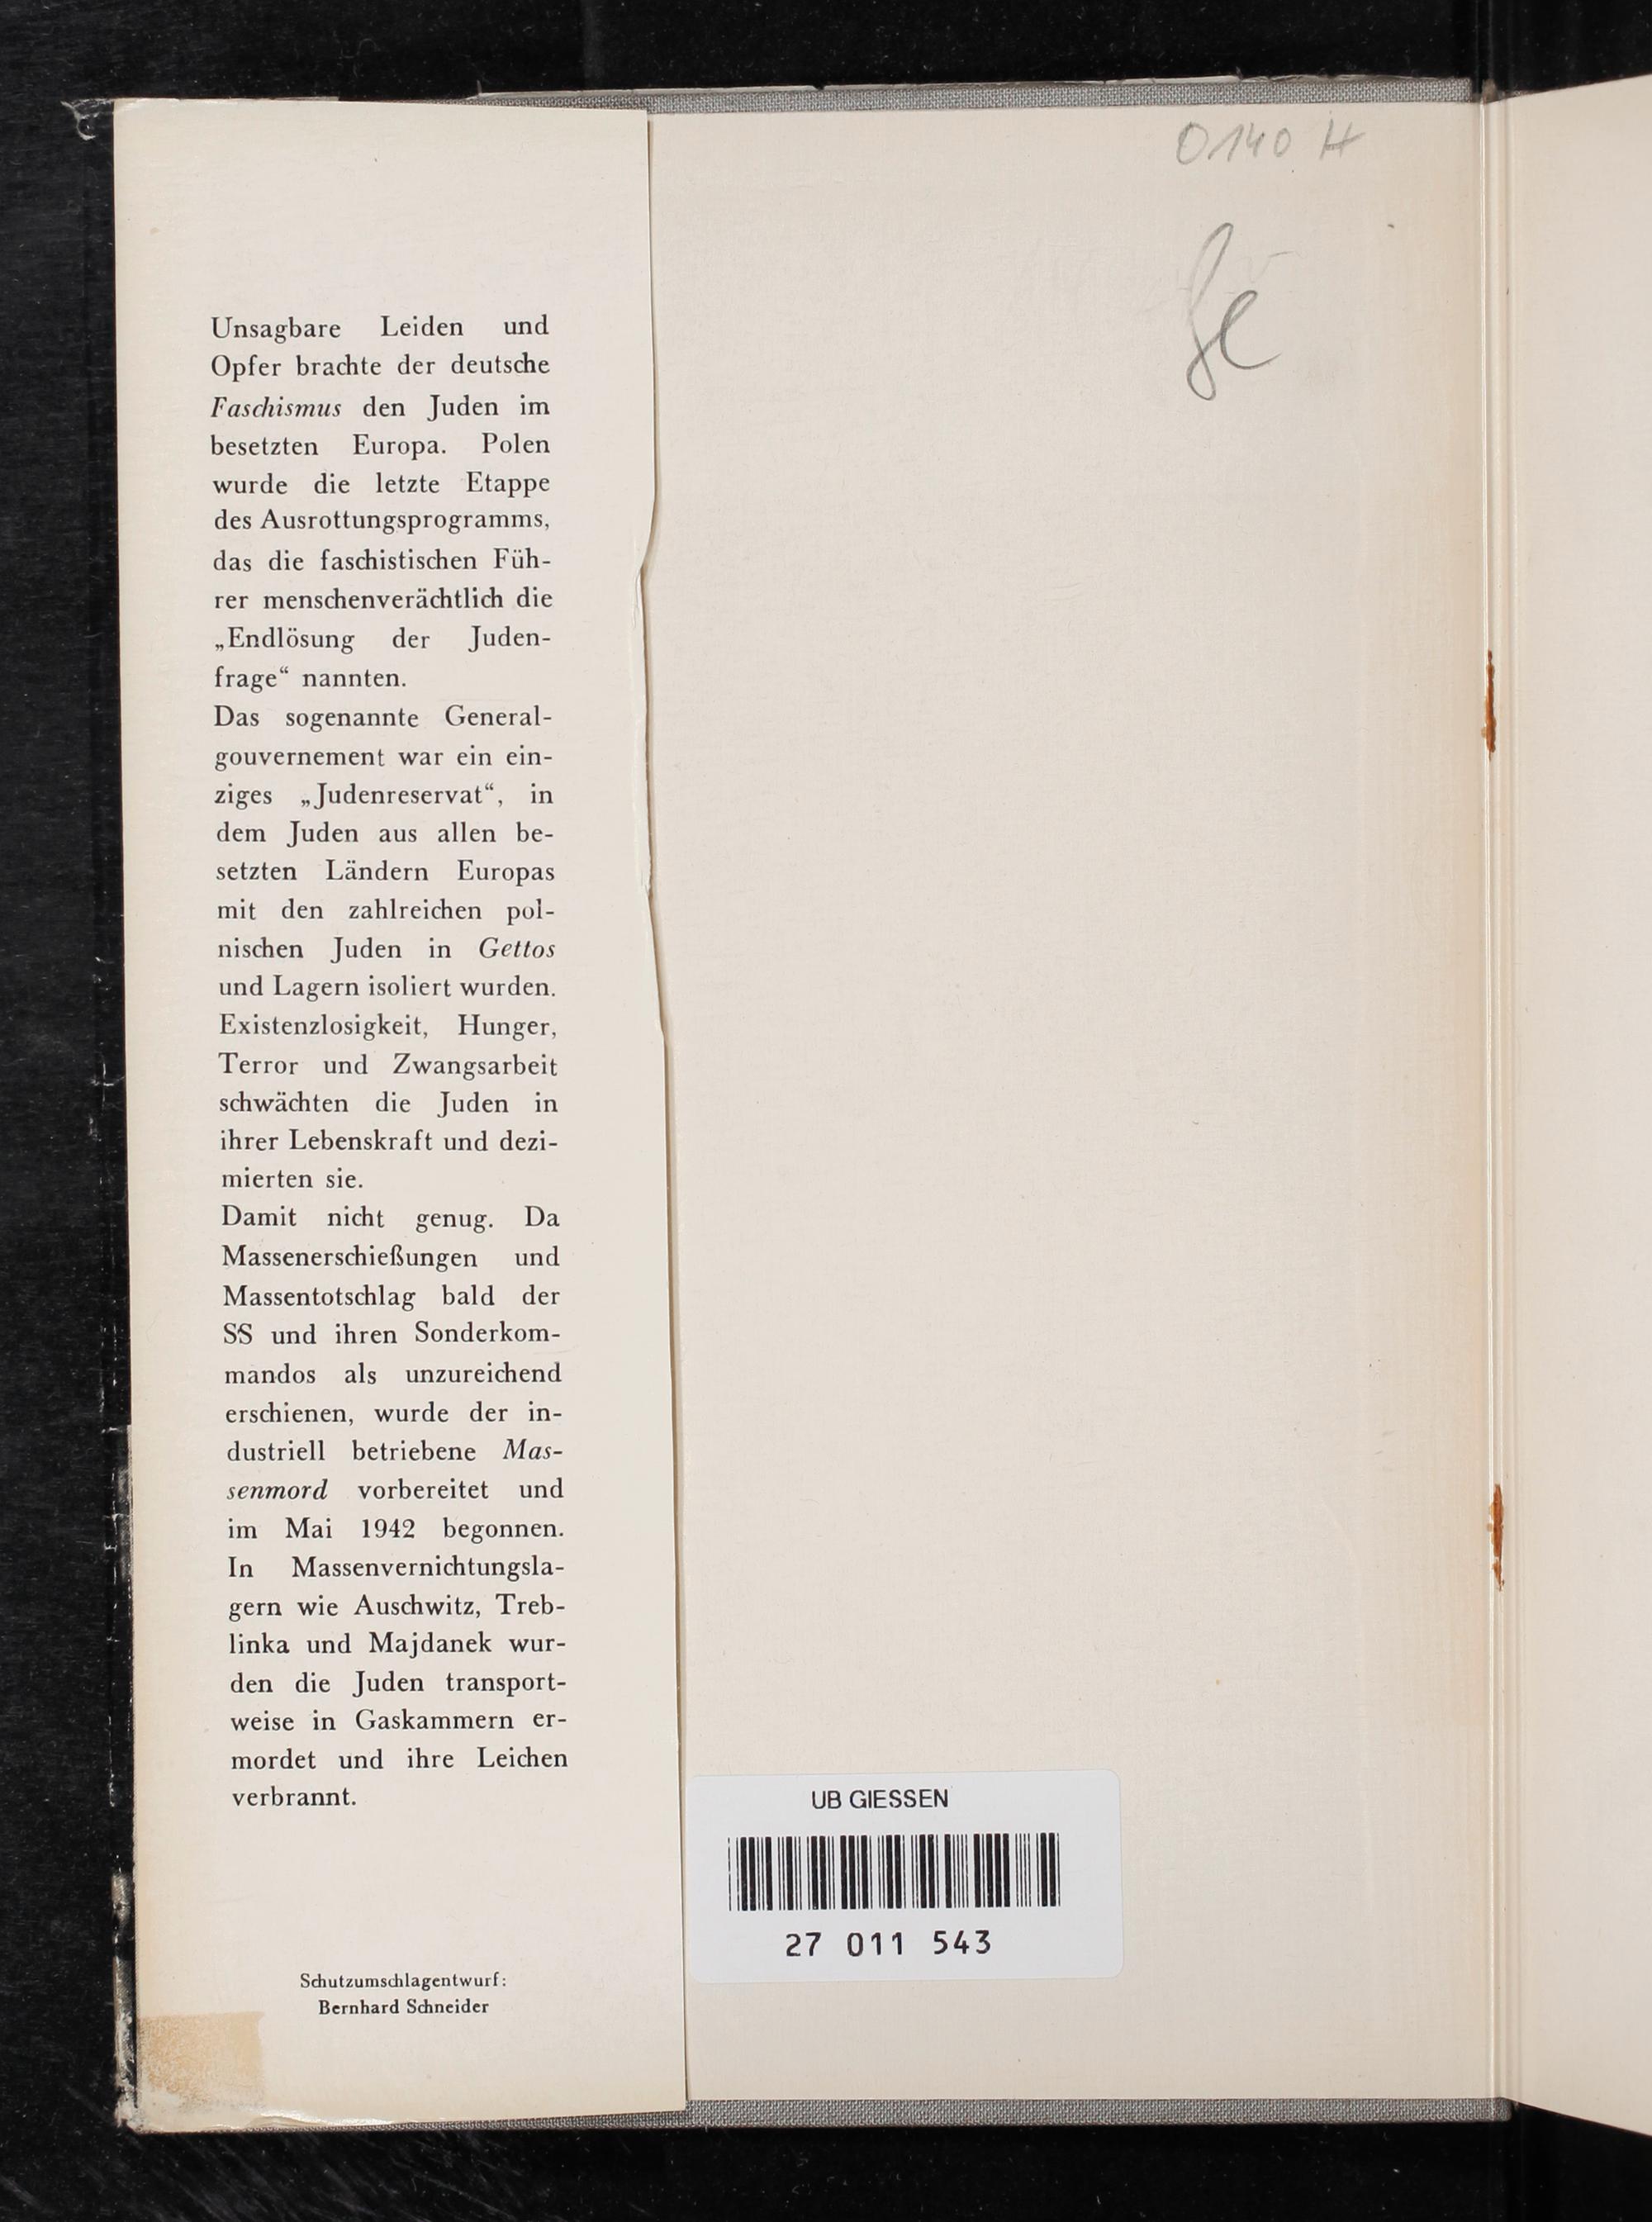 Unsagbare Leiden und
Opfer brachte der deutsche
Faschismus den Juden im
besetzten Europa. Polen
wurde die letzte Etappe
des Ausrottungsprogramms,
das die faschistischen Füh-
rer menschenverächtlich die
„Endlösung der Juden-
frage“ nannten.
Das sogenannte General-
gouvernement war ein ein-
ziges „Judenreservat“, in
dem Juden aus allen be-
setzten Ländern Europas
mit den zahlreichen pol-
nischen Juden in Gettos
und Lagern isoliert wurden.
Existenzlosigkeit, Hunger,
Terror und Zwangsarbeit
schwächten die Juden in
ihrer Lebenskraft und dezi-
mierten sie.
Damit nicht genug. Da
Massenerschießungen und
Massentotschlag bald der
SS und ihren Sonderkom-
mandos als unzureichend
erschienen, wurde der in-
dustriell betriebene Mas-
senmord vorbereitet und
im Mai 1942 begonnen.
In Massenvernichtungsla-
gern wie Auschwitz, Treb-
linka und Majdanek wur-
den die Juden transport-
weise in Gaskammern er-
mordet und ihre Leichen
verbrannt.
Schutzumschlagentwurf:
Bernhard Schneider
0140 H
UB GIESSEN
27 011 543